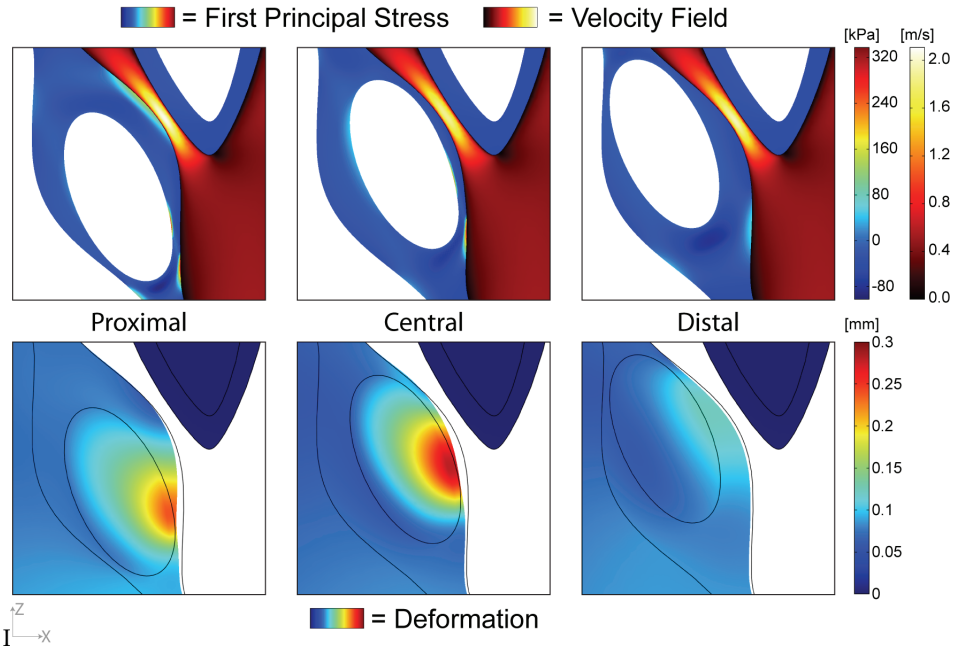 = First Principal Stress = Velocity Field
[kPa] [m/s]
320 2.0
240 1.6
160 1.2
80 0.8
0 0.4
-80 0.0
Proximal Central Distal
[mm]
0.3
0.25
0.2
0.15
0.1
0.05
0
= Deformation
Z
I X